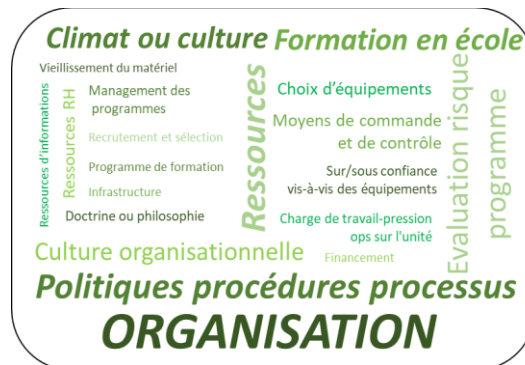 Climat ou culture
Formation en école
Vieillissement du matériel
Ressources d'informations
Ressources RH
Management des
programmes
Recrutement et sélection
Programme de formation
Infrastructure
Doctrine ou philosophie
Ressources
Choix d'équipements
Moyens de commande
et de contrôle
Sur/sous confiance
vis-à-vis des équipements
Charge de travail-pression
ops sur l'unité
Evaluation risque
programme
Culture organisationnelle
Financement
Politiques procédures processus
ORGANISATION